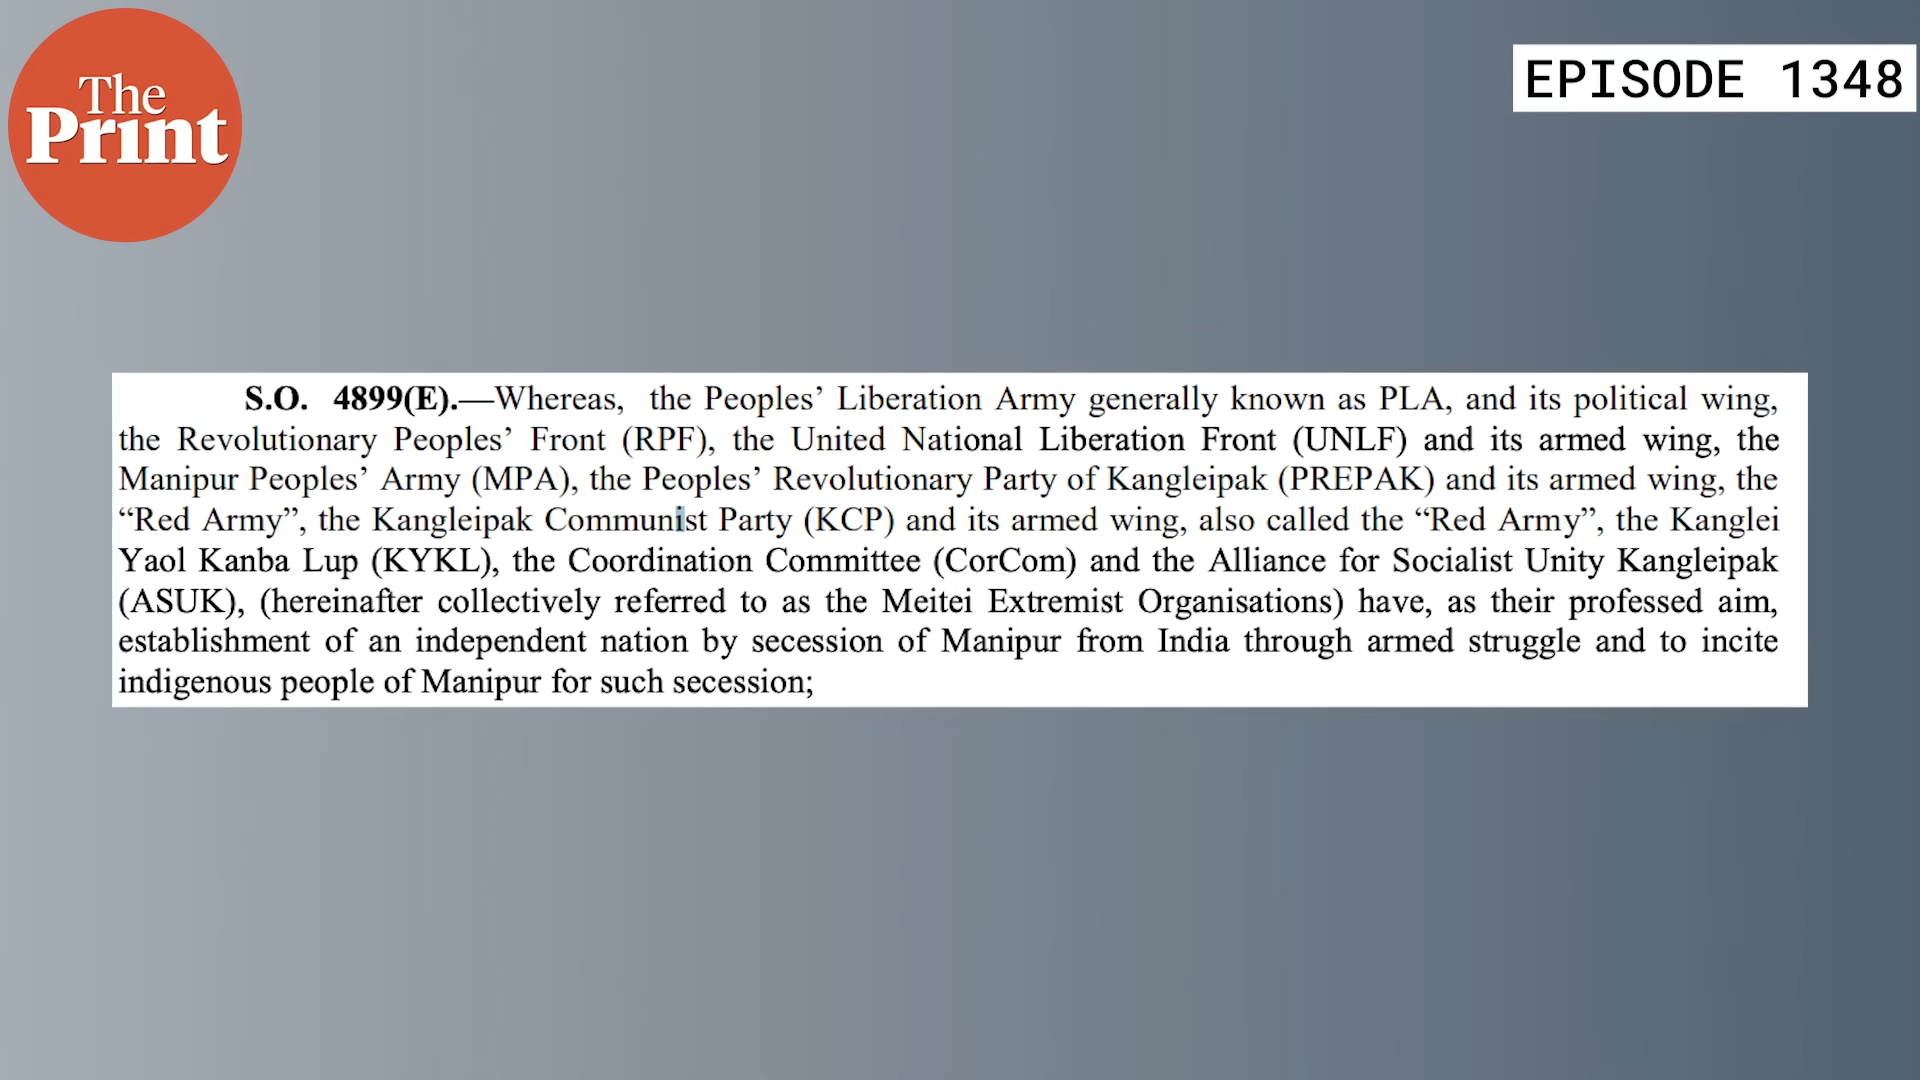 The
Print
EPISODE 1348
S.O. 4899(E).—Whereas, the Peoples’ Liberation Army generally known as PLA, and its political wing,
the Revolutionary Peoples’ Front (RPF), the United National Liberation Front (UNLF) and its armed wing, the
Manipur Peoples’ Army (MPA), the Peoples’ Revolutionary Party of Kangleipak (PREPAK) and its armed wing, the
“Red Army”, the Kangleipak Communist Party (KCP) and its armed wing, also called the “Red Army”, the Kanglei
Yaol Kanba Lup (KYKL), the Coordination Committee (CorCom) and the Alliance for Socialist Unity Kangleipak
(ASUK), (hereinafter collectively referred to as the Meitei Extremist Organisations) have, as their professed aim,
establishment of an independent nation by secession of Manipur from India through armed struggle and to incite
indigenous people of Manipur for such secession;